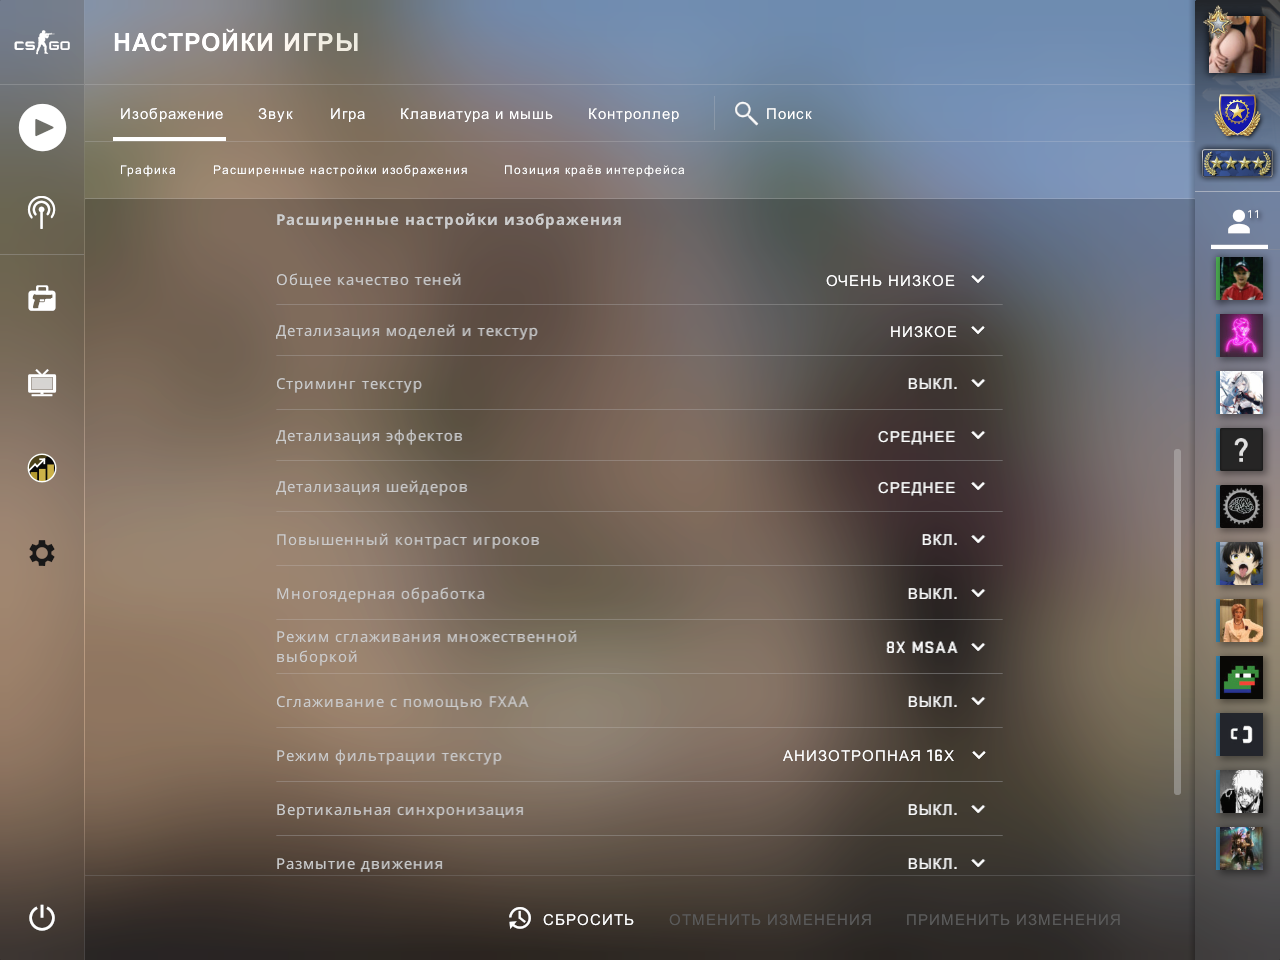 CS GO
НАСТРОЙКИ ИГРЫ
Изображение Звук Игра Клавиатура и мышь Контроллер Поиск
Графика Расширенные настройки изображения Позиция краёв интерфейса
11
Расширенные настройки изображения
Общее качество теней ОЧЕНЬ НИЗКОЕ
Детализация моделей и текстур НИЗКОЕ
Стриминг текстур ВЫКЛ.
Детализация эффектов СРЕДНЕЕ
Детализация шейдеров СРЕДНЕЕ
Повышенный контраст игроков ВКЛ.
Многоядерная обработка ВЫКЛ.
Режим сглаживания множественной
выборкой 8X MSAA
Сглаживание с помощью FXAA ВЫКЛ.
Режим фильтрации текстур АНИЗОТРОПНАЯ 16X
Вертикальная синхронизация ВЫКЛ.
Размытие движения ВЫКЛ.
СБРОСИТЬ ОТМЕНИТЬ ИЗМЕНЕНИЯ ПРИМЕНИТЬ ИЗМЕНЕНИЯ